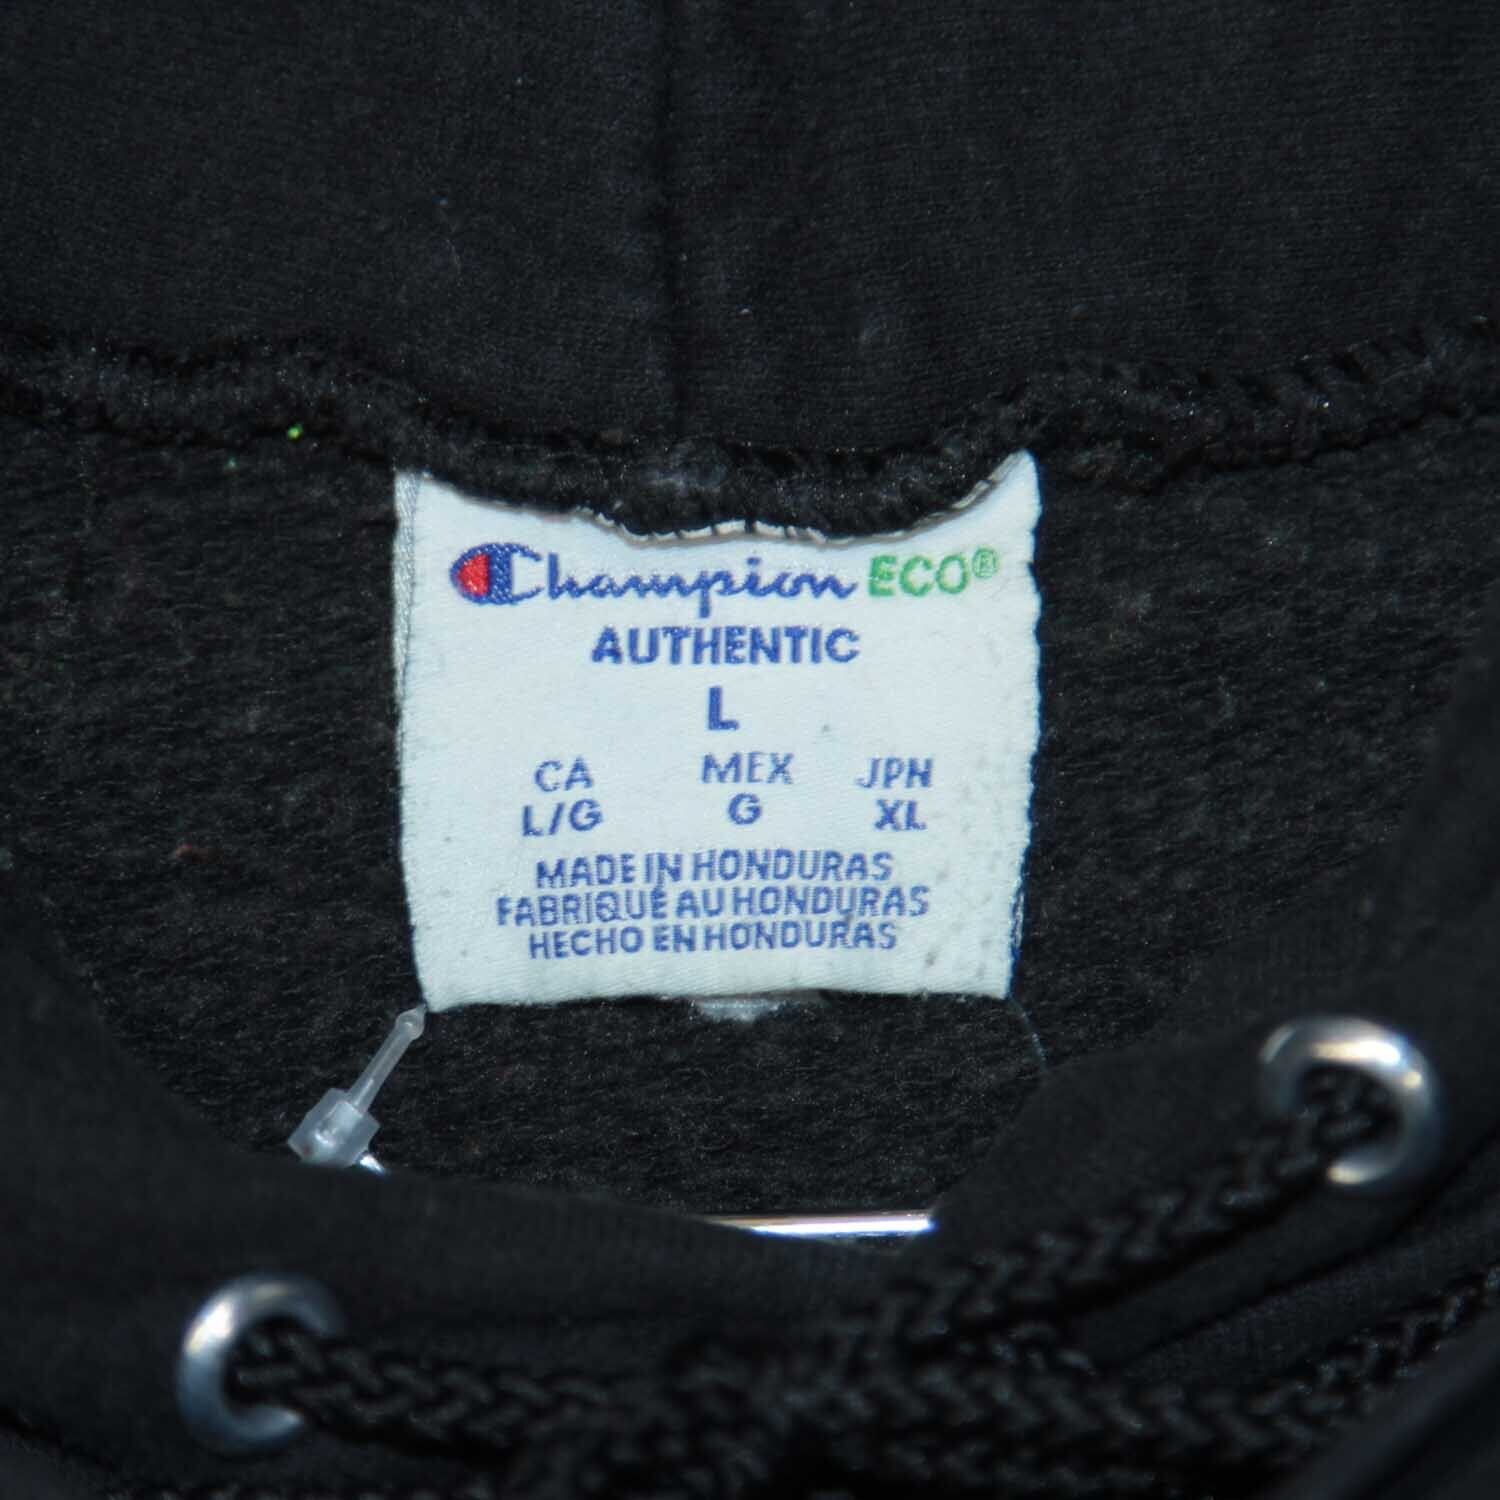 Champion ECO®
AUTHENTIC
L
CA MEX JPN
L/G G XL
MADE IN HONDURAS
FABRIQUÉ AU HONDURAS
HECHO EN HONDURAS